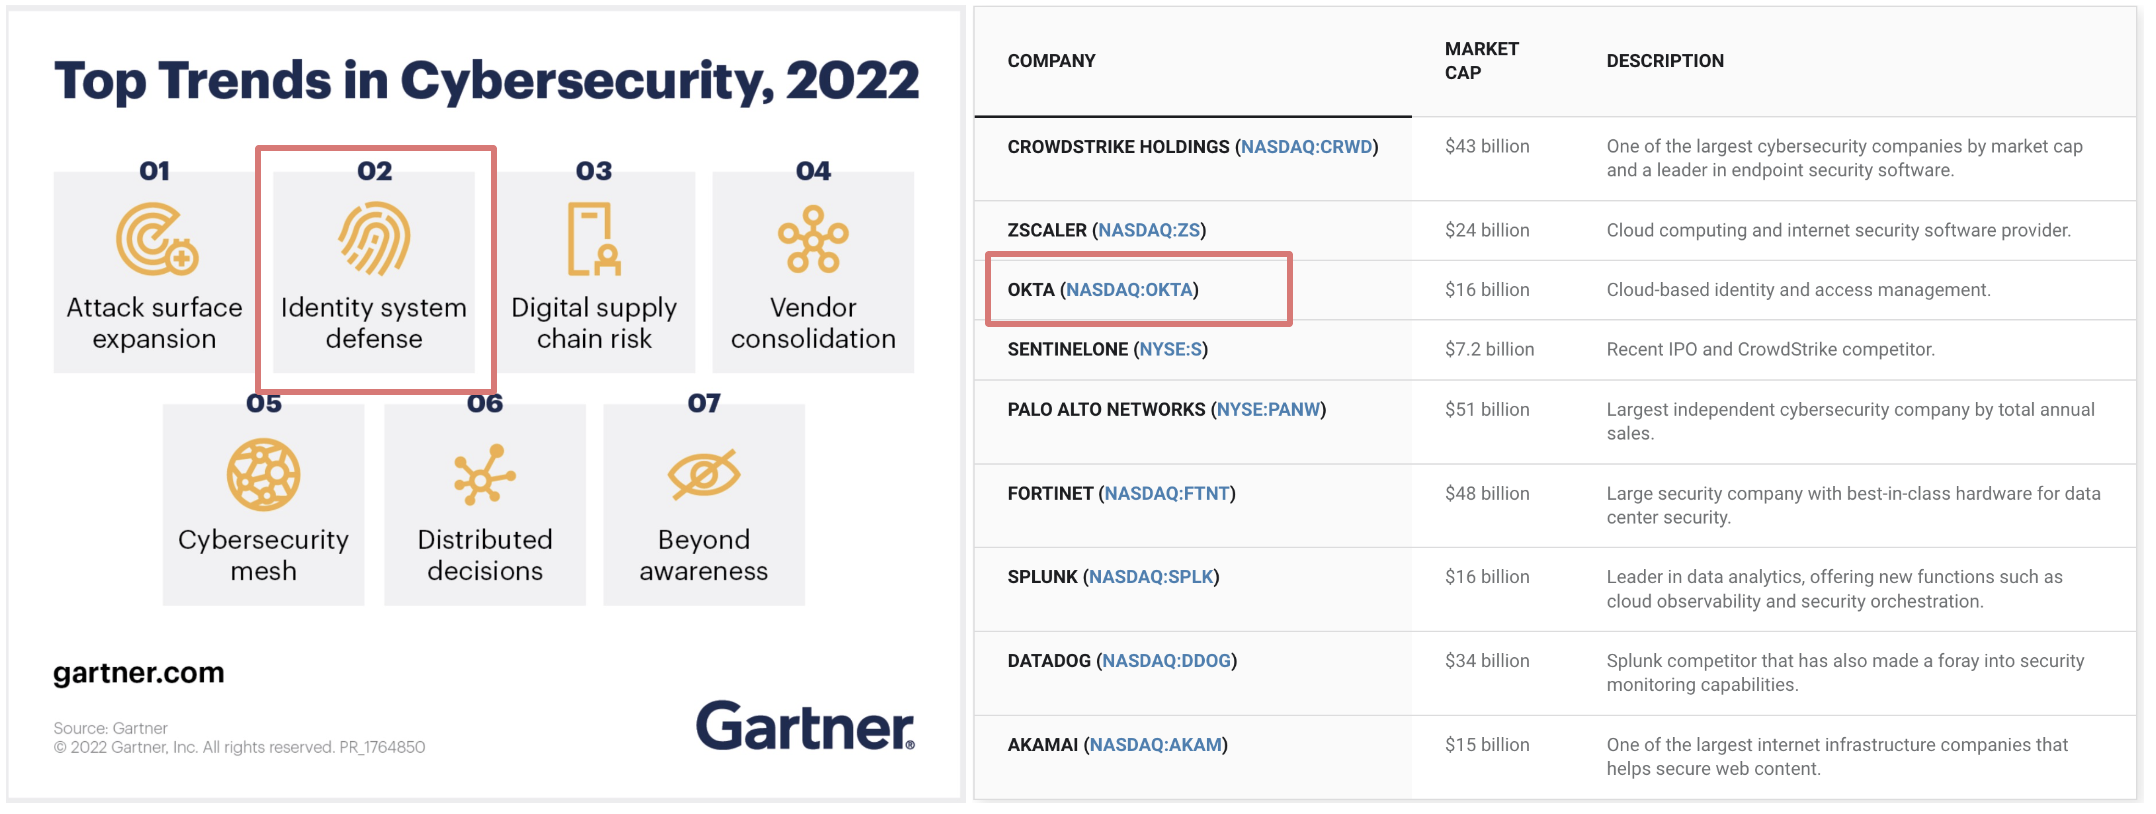 Top Trends in Cybersecurity, 2022
01
02
03
04
Attack surface
expansion
Identity system
defense
Digital supply
chain risk
Vendor
consolidation
05
06
07
Cybersecurity
mesh
Distributed
decisions
Beyond
awareness
gartner.com
Source: Gartner
© 2022 Gartner, Inc. All rights reserved. PR_1764850
Gartner®
COMPANY
MARKET
CAP
DESCRIPTION
CROWDSTRIKE HOLDINGS (NASDAQ:CRWD)
$43 billion
One of the largest cybersecurity companies by market cap
and a leader in endpoint security software.
ZSCALER (NASDAQ:ZS)
$24 billion
Cloud computing and internet security software provider.
OKTA (NASDAQ:OKTA)
$16 billion
Cloud-based identity and access management.
SENTINELONE (NYSE:S)
$7.2 billion
Recent IPO and CrowdStrike competitor.
PALO ALTO NETWORKS (NYSE:PANW)
$51 billion
Largest independent cybersecurity company by total annual
sales.
FORTINET (NASDAQ:FTNT)
$48 billion
Large security company with best-in-class hardware for data
center security.
SPLUNK (NASDAQ:SPLK)
$16 billion
Leader in data analytics, offering new functions such as
cloud observability and security orchestration.
DATADOG (NASDAQ:DDOG)
$34 billion
Splunk competitor that has also made a foray into security
monitoring capabilities.
AKAMAI (NASDAQ:AKAM)
$15 billion
One of the largest internet infrastructure companies that
helps secure web content.